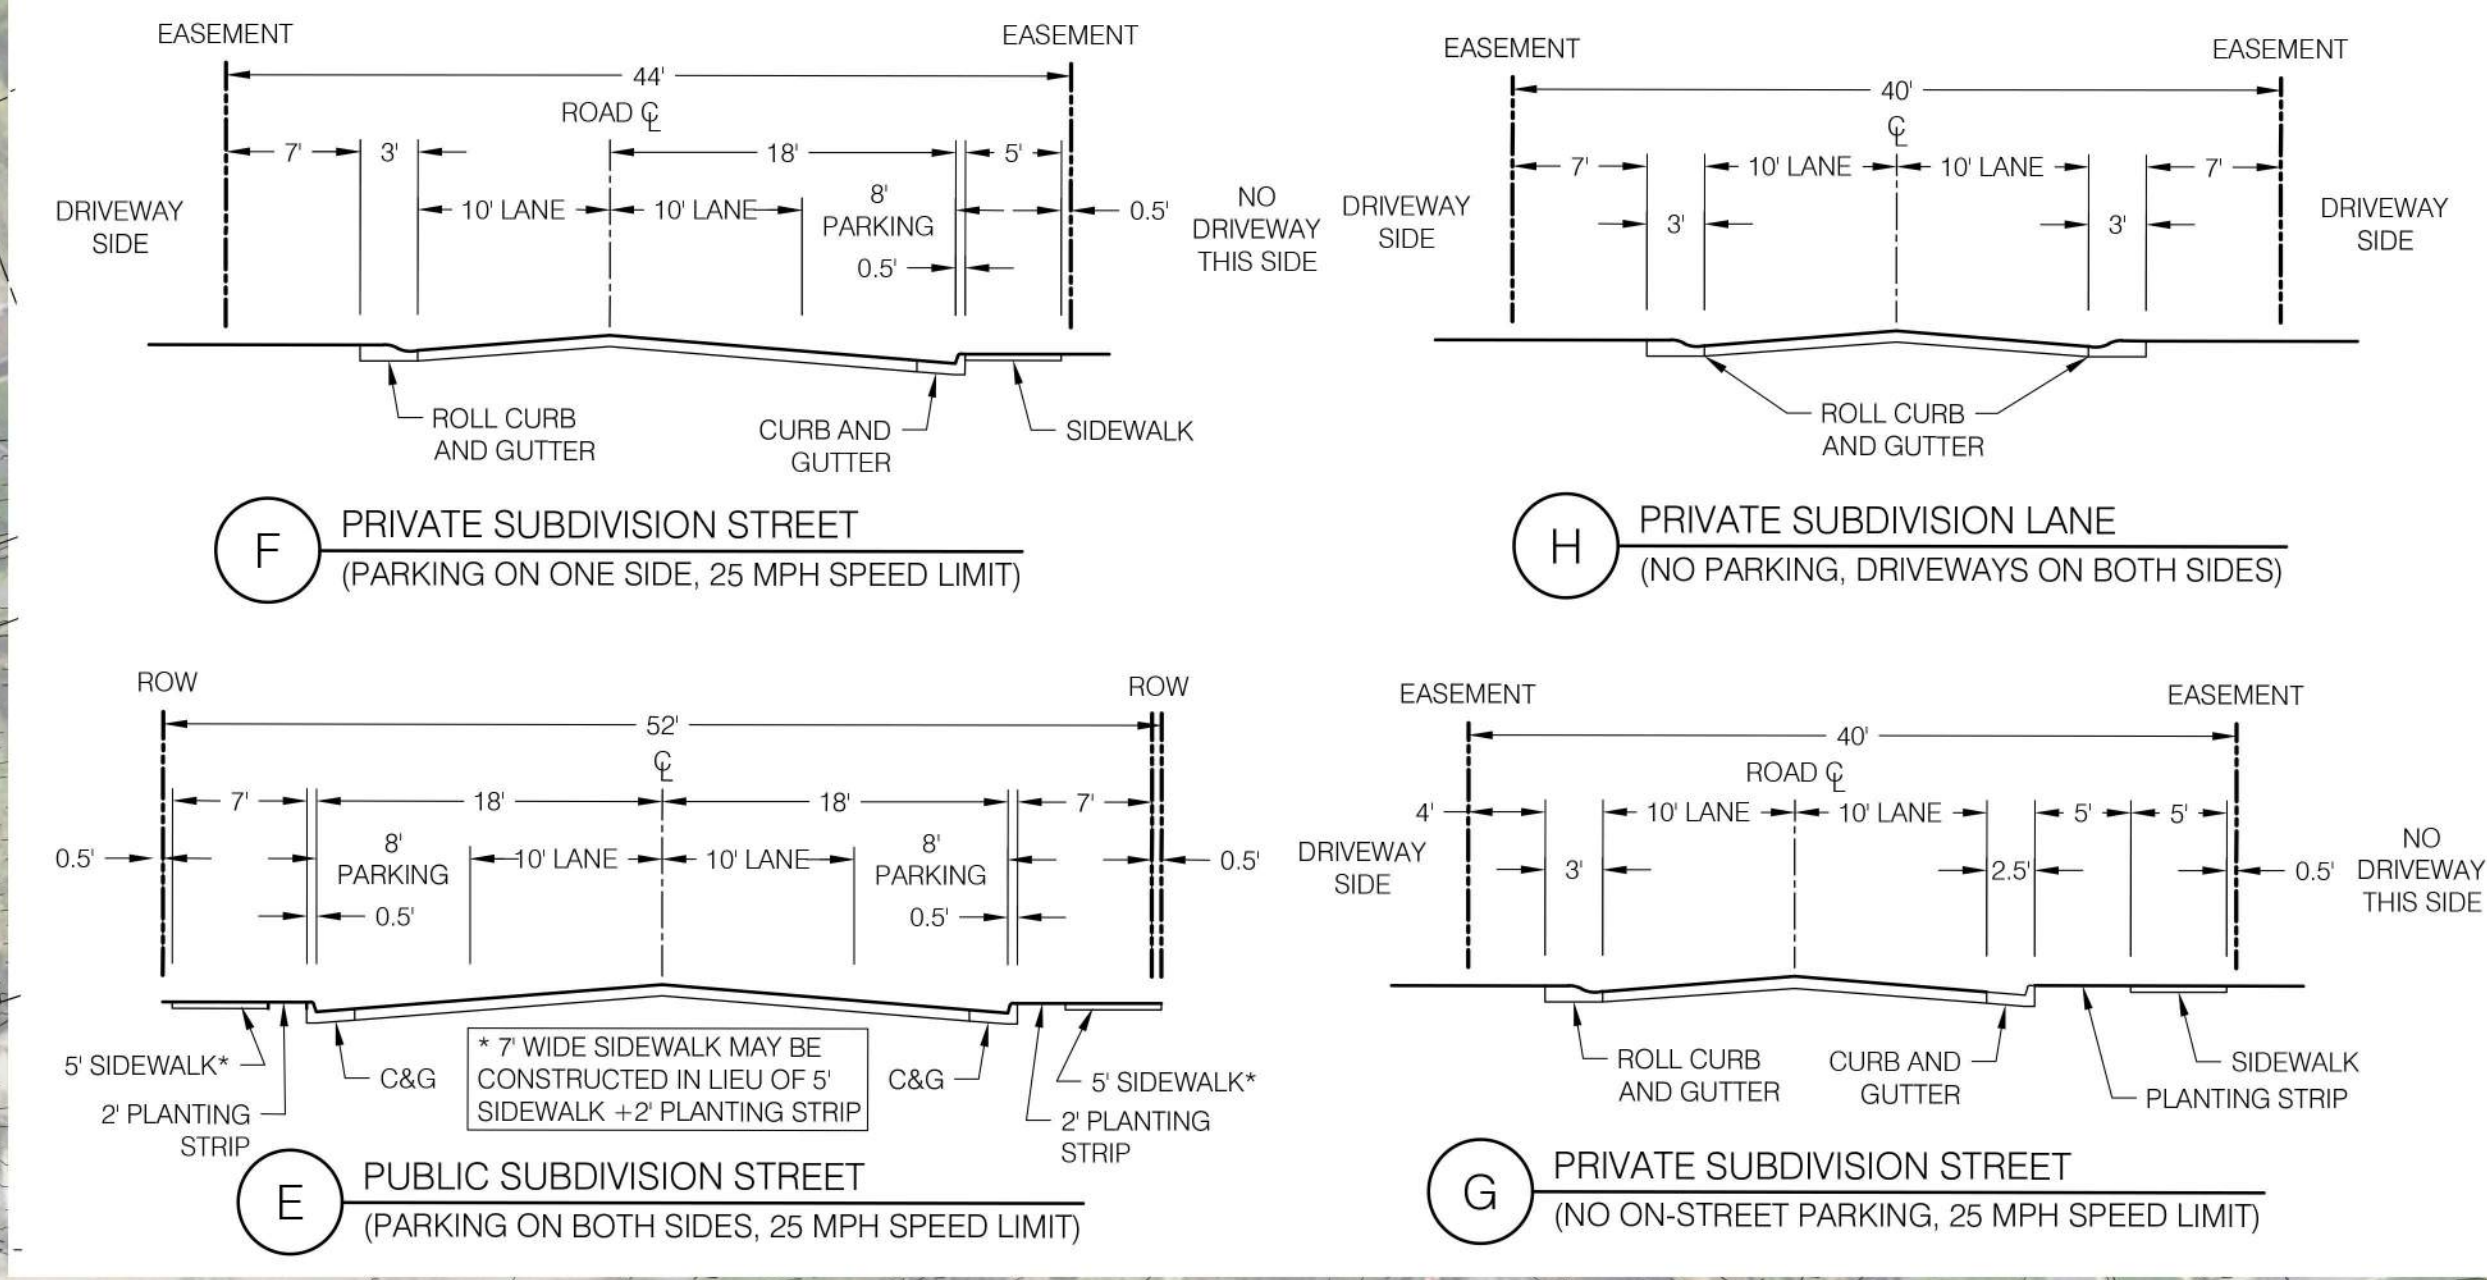 EASEMENT
EASEMENT
44'
ROAD ℄
7'
3'
18'
5'
10' LANE
10' LANE
8'
PARKING
0.5'
0.5'
DRIVEWAY
SIDE
NO
DRIVEWAY
THIS SIDE
ROLL CURB
AND GUTTER
CURB AND
GUTTER
SIDEWALK
F
PRIVATE SUBDIVISION STREET
(PARKING ON ONE SIDE, 25 MPH SPEED LIMIT)
EASEMENT
EASEMENT
40'
℄
7'
10' LANE
10' LANE
7'
DRIVEWAY
SIDE
3'
3'
DRIVEWAY
SIDE
ROLL CURB
AND GUTTER
H
PRIVATE SUBDIVISION LANE
(NO PARKING, DRIVEWAYS ON BOTH SIDES)
ROW
ROW
52'
℄
7'
18'
18'
7'
0.5'
8'
PARKING
10' LANE
10' LANE
8'
PARKING
0.5'
0.5'
0.5'
5' SIDEWALK*
2' PLANTING
STRIP
C&G
* 7' WIDE SIDEWALK MAY BE
CONSTRUCTED IN LIEU OF 5'
SIDEWALK +2' PLANTING STRIP
C&G
5' SIDEWALK*
2' PLANTING
STRIP
E
PUBLIC SUBDIVISION STREET
(PARKING ON BOTH SIDES, 25 MPH SPEED LIMIT)
EASEMENT
EASEMENT
40'
ROAD ℄
4'
10' LANE
10' LANE
5'
5'
DRIVEWAY
SIDE
3'
2.5'
0.5'
NO
DRIVEWAY
THIS SIDE
ROLL CURB
AND GUTTER
CURB AND
GUTTER
SIDEWALK
PLANTING STRIP
G
PRIVATE SUBDIVISION STREET
(NO ON-STREET PARKING, 25 MPH SPEED LIMIT)